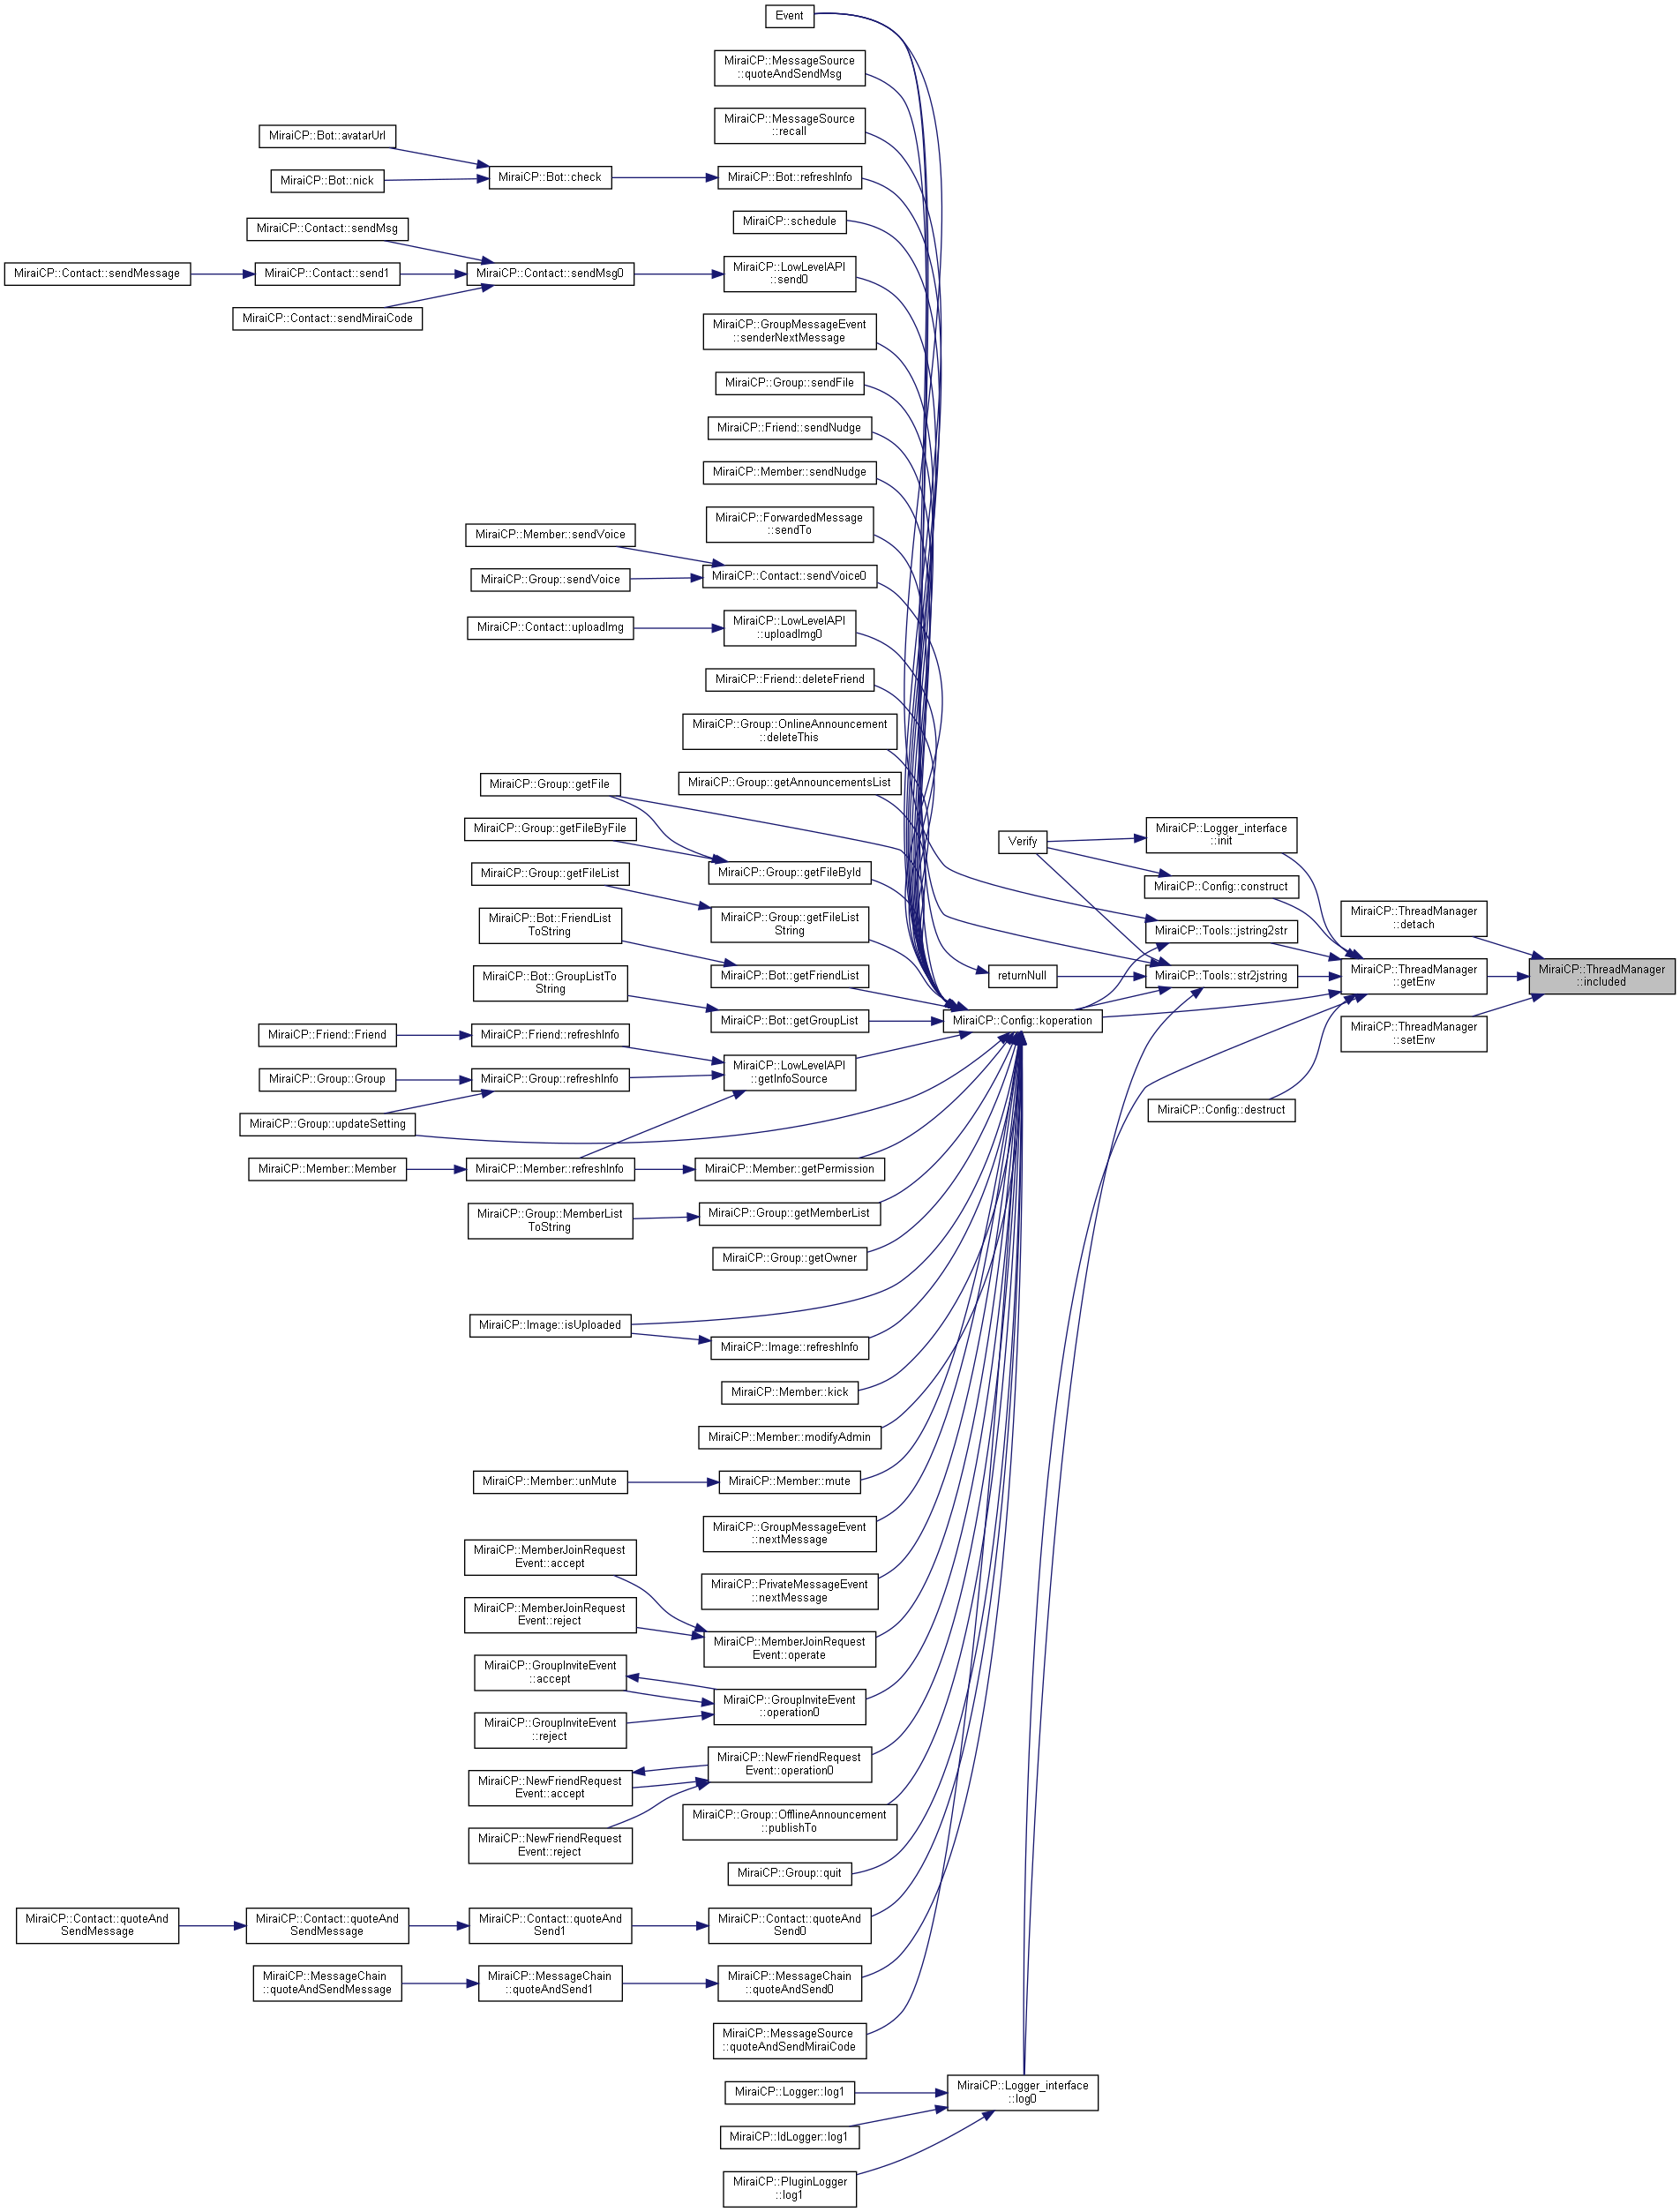 Event
MiraiCP::MessageSource
::quoteAndSendMsg
MiraiCP::MessageSource
::recall
MiraiCP::Bot::avatarUrl
MiraiCP::Bot::nick
MiraiCP::Bot::check
MiraiCP::Bot::refreshInfo
MiraiCP::schedule
MiraiCP::Contact::sendMsg
MiraiCP::Contact::sendMessage
MiraiCP::Contact::send1
MiraiCP::Contact::sendMsg0
MiraiCP::LowLevelAPI
::send0
MiraiCP::Contact::sendMiraiCode
MiraiCP::GroupMessageEvent
::senderNextMessage
MiraiCP::Group::sendFile
MiraiCP::Friend::sendNudge
MiraiCP::Member::sendNudge
MiraiCP::ForwardedMessage
::sendTo
MiraiCP::Member::sendVoice
MiraiCP::Group::sendVoice
MiraiCP::Contact::sendVoice0
MiraiCP::Contact::uploadImg
MiraiCP::LowLevelAPI
::uploadImg0
MiraiCP::Friend::deleteFriend
MiraiCP::Group::OnlineAnnouncement
::deleteThis
MiraiCP::Group::getFile
MiraiCP::Group::getAnnouncementsList
MiraiCP::Group::getFileByFile
MiraiCP::Group::getFileById
MiraiCP::Group::getFileList
MiraiCP::Group::getFileList
String
MiraiCP::Bot::FriendList
ToString
MiraiCP::Bot::getFriendList
MiraiCP::Bot::GroupListTo
String
MiraiCP::Bot::getGroupList
Verify
MiraiCP::Logger_interface
::init
MiraiCP::Config::construct
MiraiCP::Tools::jstring2str
returnNull
MiraiCP::Tools::str2jstring
MiraiCP::Config::koperation
MiraiCP::ThreadManager
::detach
MiraiCP::ThreadManager
::getEnv
MiraiCP::ThreadManager
::included
MiraiCP::ThreadManager
::setEnv
MiraiCP::Config::destruct
MiraiCP::Friend::Friend
MiraiCP::Friend::refreshInfo
MiraiCP::Group::Group
MiraiCP::Group::refreshInfo
MiraiCP::LowLevelAPI
::getInfoSource
MiraiCP::Group::updateSetting
MiraiCP::Member::Member
MiraiCP::Member::refreshInfo
MiraiCP::Member::getPermission
MiraiCP::Group::MemberList
ToString
MiraiCP::Group::getMemberList
MiraiCP::Group::getOwner
MiraiCP::Image::isUploaded
MiraiCP::Image::refreshInfo
MiraiCP::Member::kick
MiraiCP::Member::modifyAdmin
MiraiCP::Member::unMute
MiraiCP::Member::mute
MiraiCP::GroupMessageEvent
::nextMessage
MiraiCP::PrivateMessageEvent
::nextMessage
MiraiCP::MemberJoinRequest
Event::accept
MiraiCP::MemberJoinRequest
Event::reject
MiraiCP::MemberJoinRequest
Event::operate
MiraiCP::GroupInviteEvent
::accept
MiraiCP::GroupInviteEvent
::operation0
MiraiCP::GroupInviteEvent
::reject
MiraiCP::NewFriendRequest
Event::operation0
MiraiCP::NewFriendRequest
Event::accept
MiraiCP::Group::OfflineAnnouncement
::publishTo
MiraiCP::NewFriendRequest
Event::reject
MiraiCP::Group::quit
MiraiCP::Contact::quoteAnd
SendMessage
MiraiCP::Contact::quoteAnd
SendMessage
MiraiCP::Contact::quoteAnd
Send1
MiraiCP::Contact::quoteAnd
Send0
MiraiCP::MessageChain
::quoteAndSendMessage
MiraiCP::MessageChain
::quoteAndSend1
MiraiCP::MessageChain
::quoteAndSend0
MiraiCP::MessageSource
::quoteAndSendMiraiCode
MiraiCP::Logger_interface
::log0
MiraiCP::Logger::log1
MiraiCP::IdLogger::log1
MiraiCP::PluginLogger
::log1